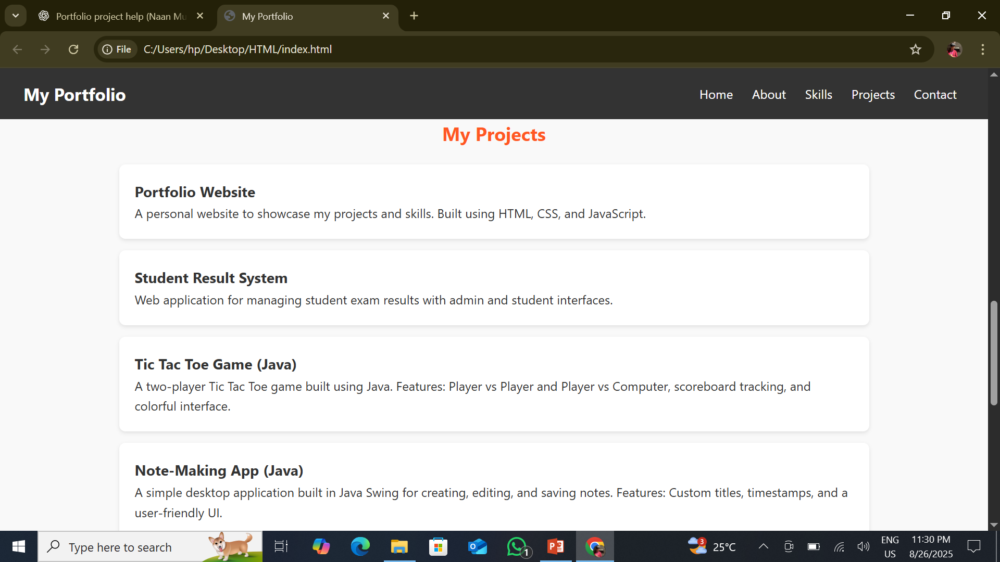 Portfolio project help (Naan Mu
My Portfolio
File
C:/Users/hp/Desktop/HTML/index.html
My Portfolio
Home
About
Skills
Projects
Contact
My Projects
Portfolio Website
A personal website to showcase my projects and skills. Built using HTML, CSS, and JavaScript.
Student Result System
Web application for managing student exam results with admin and student interfaces.
Tic Tac Toe Game (Java)
A two-player Tic Tac Toe game built using Java. Features: Player vs Player and Player vs Computer, scoreboard tracking, and
colorful interface.
Note-Making App (Java)
A simple desktop application built in Java Swing for creating, editing, and saving notes. Features: Custom titles, timestamps, and a
user-friendly UI.
Type here to search
1
3
25°C
ENG
US
11:30 PM
8/26/2025